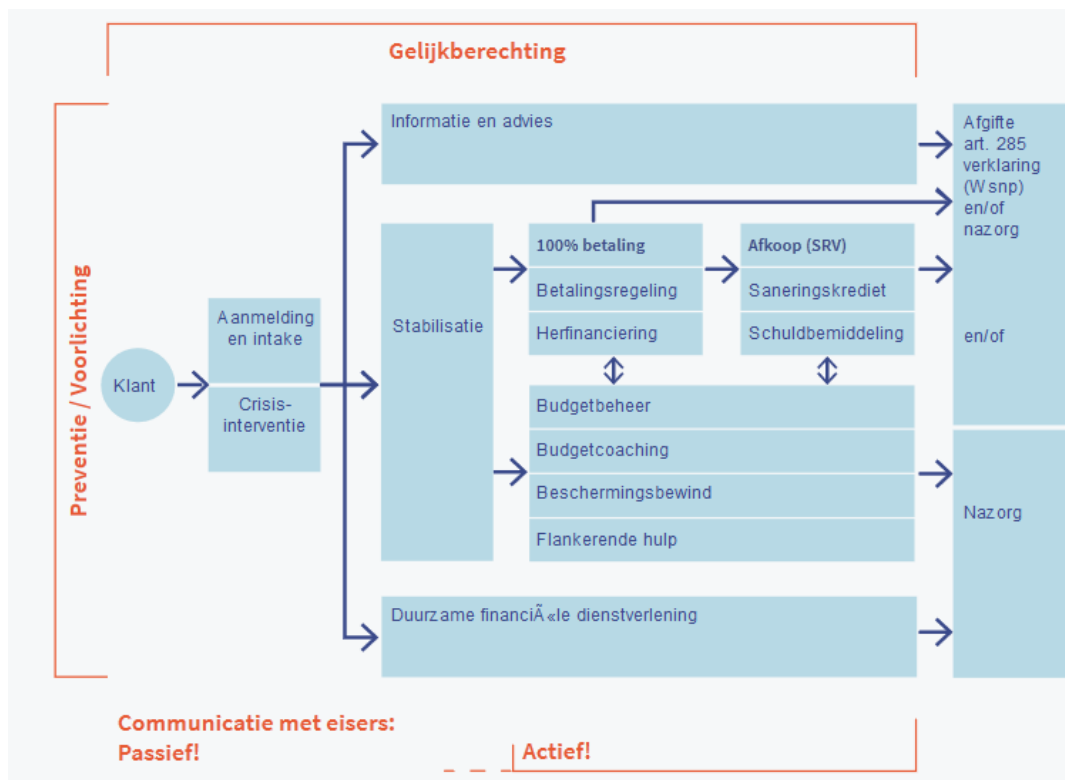 Gelijkberechting
Preventie / Voorlichting
Klant
Aanmelding
en intake
Crisis-
interventie
Informatie en advies
Stabilisatie
100% betaling
Betalingsregeling
Herfinanciering
Afkoop (SRV)
Saneringskrediet
Schuldbemiddeling
Budgetbeheer
Budgetcoaching
Beschermingsbewind
Flankerende hulp
Duurzame financiÃ«le dienstverlening
Afgifte
art. 285
verklaring
(Wsnp)
en/of
nazorg
en/of
Nazorg
Communicatie met eisers:
Passief!
Actief!